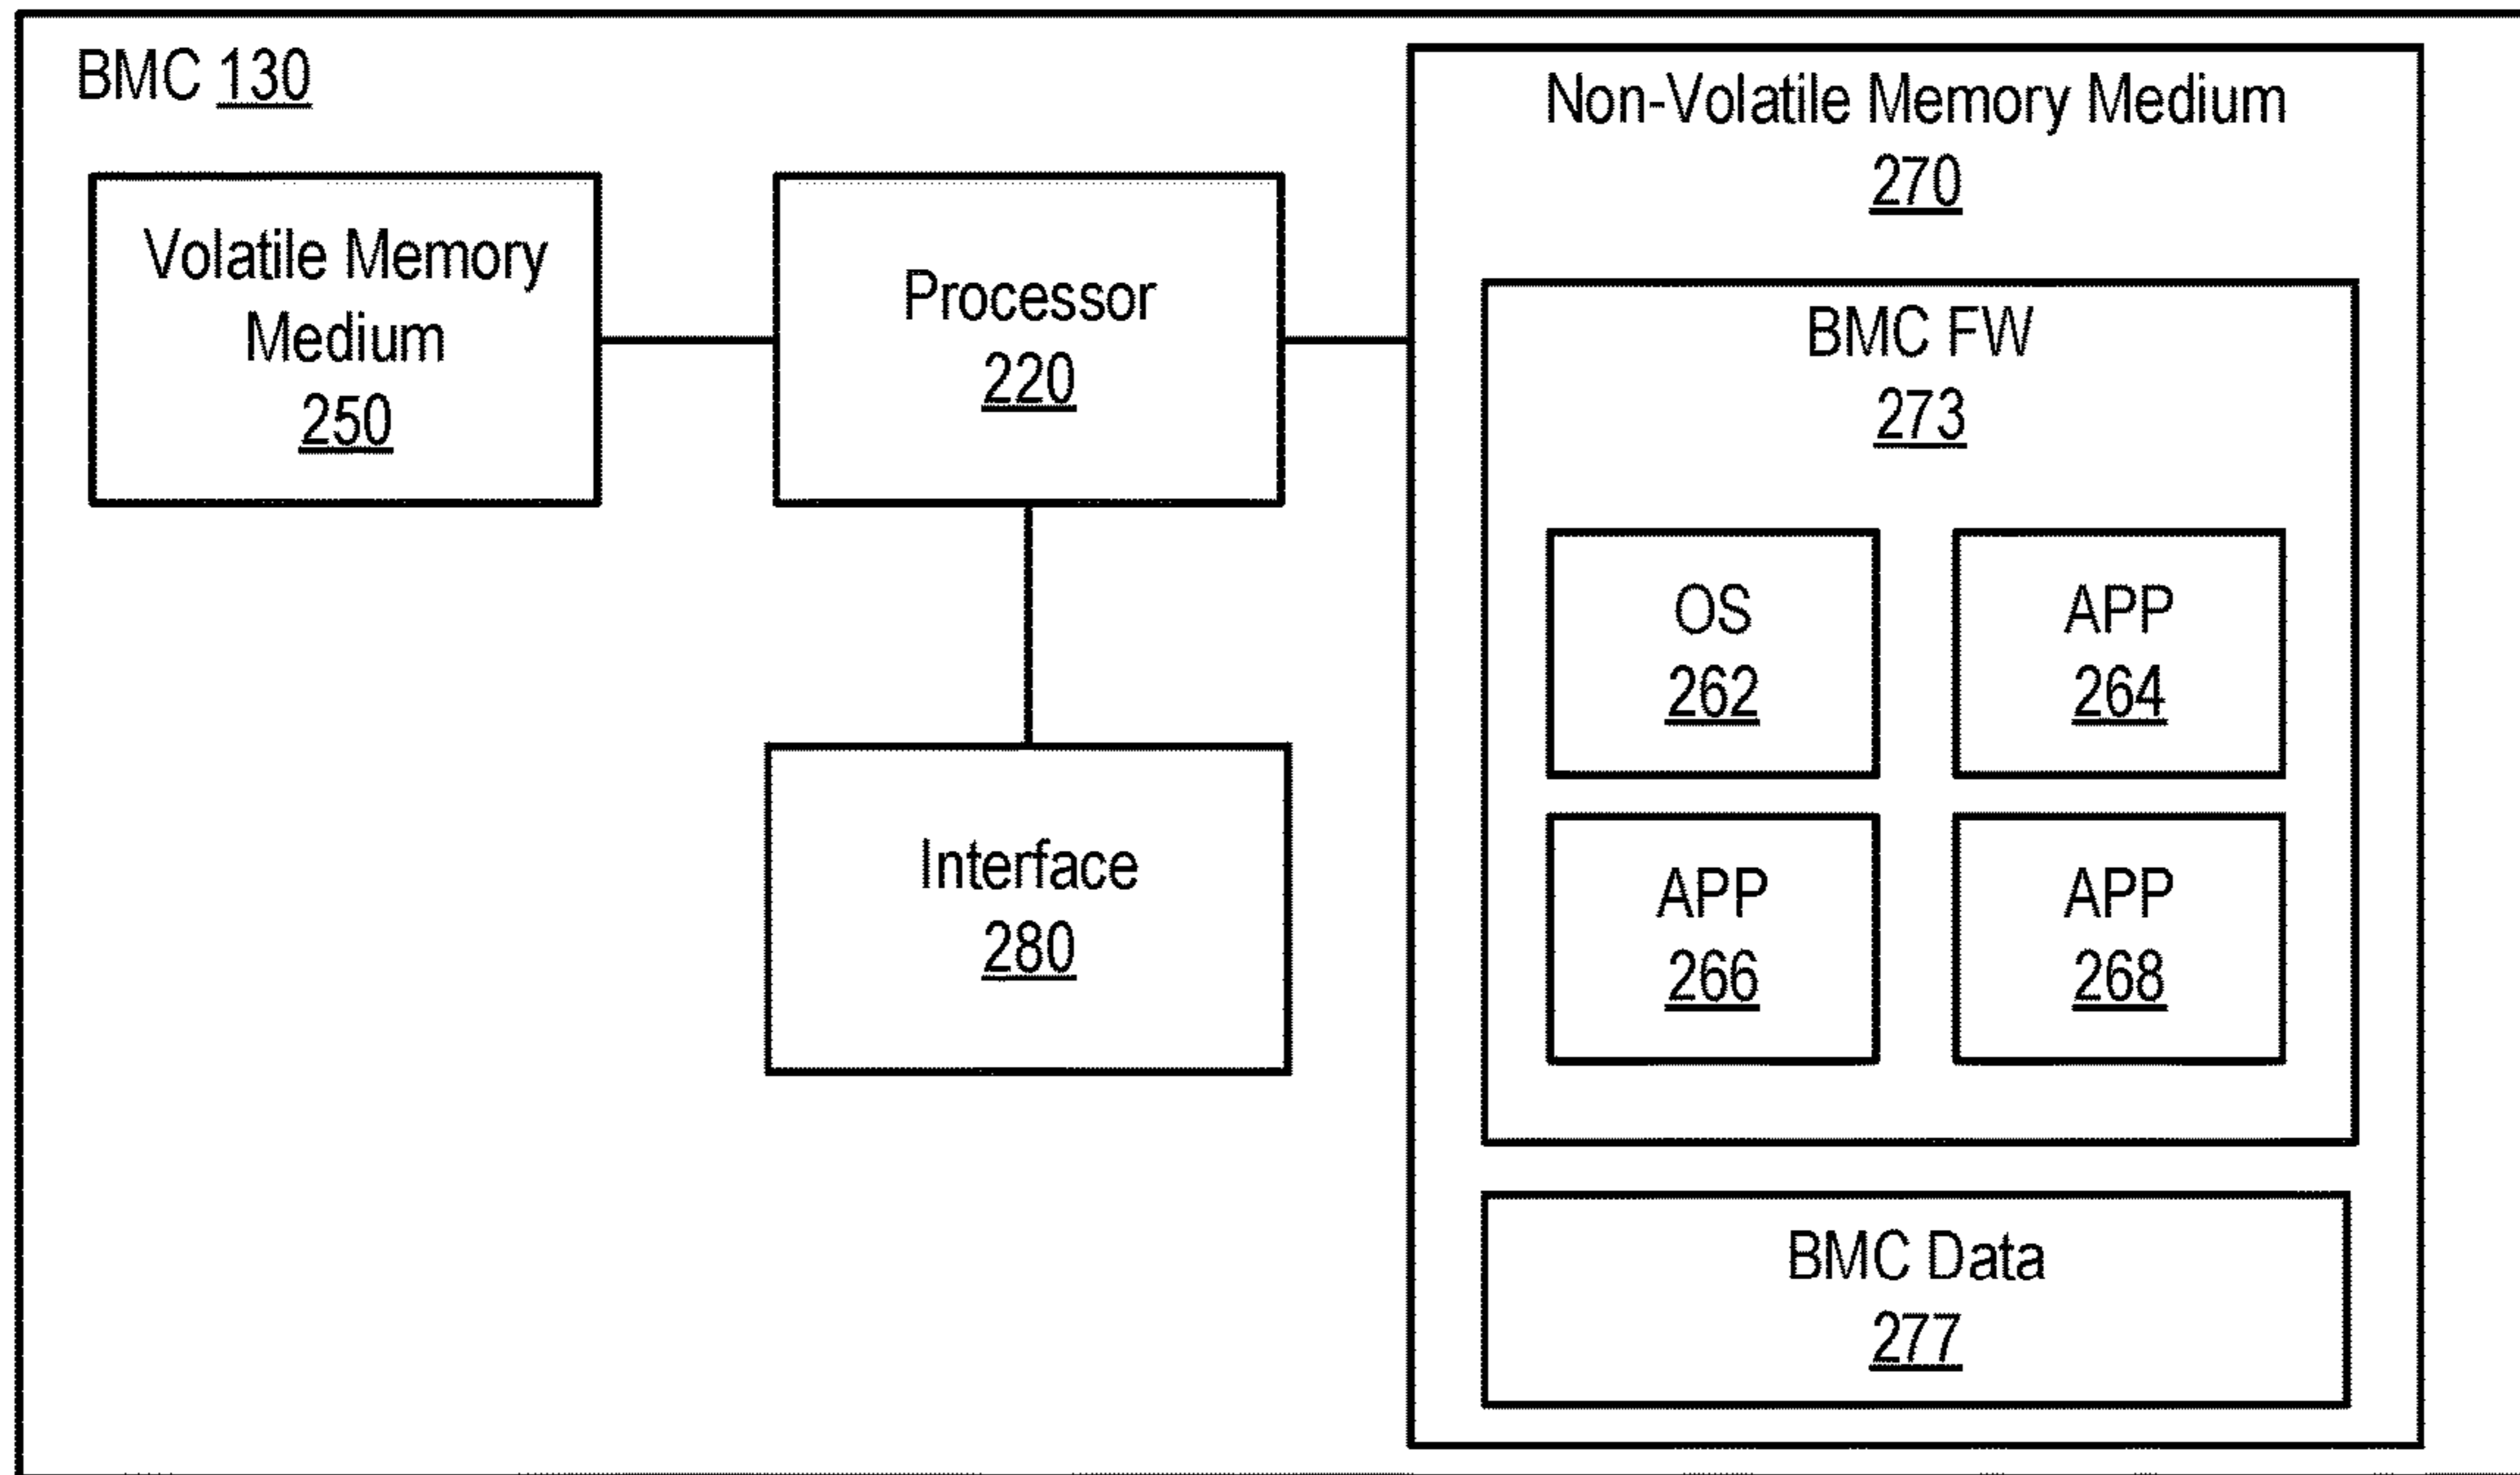 BMC 130
Volatile Memory
Medium
250
Processor
220
Interface
280
Non-Volatile Memory Medium
270
BMC FW
273
OS
262
APP
264
APP
266
APP
268
BMC Data
277